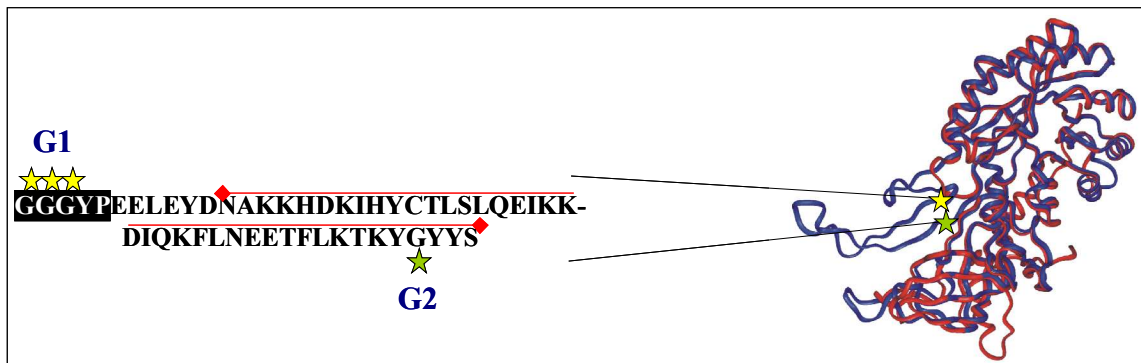 G1
GGGYPEELEYDNAKKHDKIHYCTLSLQEIKK-
DIQKFLNEETFLKTKYGYYS
G2